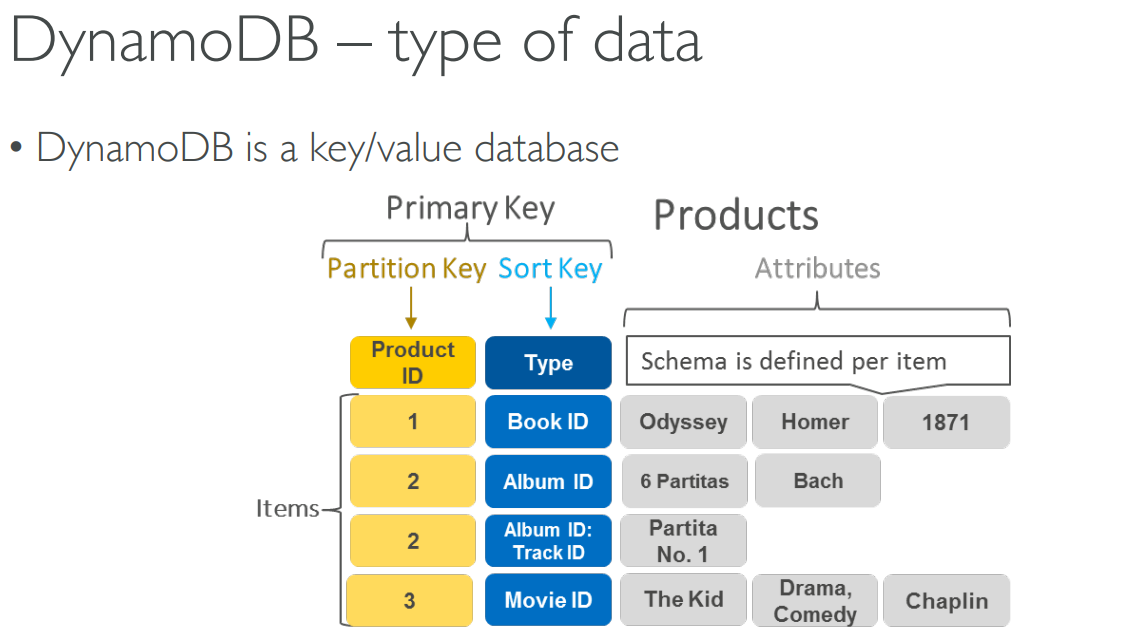 DynamoDB – type of data
• DynamoDB is a key/value database
Primary Key
Products
Partition Key
Sort Key
Attributes
Product
ID
Type
Schema is defined per item
Items
1
Book ID
Odyssey
Homer
1871
2
Album ID
6 Partitas
Bach
2
Album ID:
Track ID
Partita
No. 1
3
Movie ID
The Kid
Drama,
Comedy
Chaplin